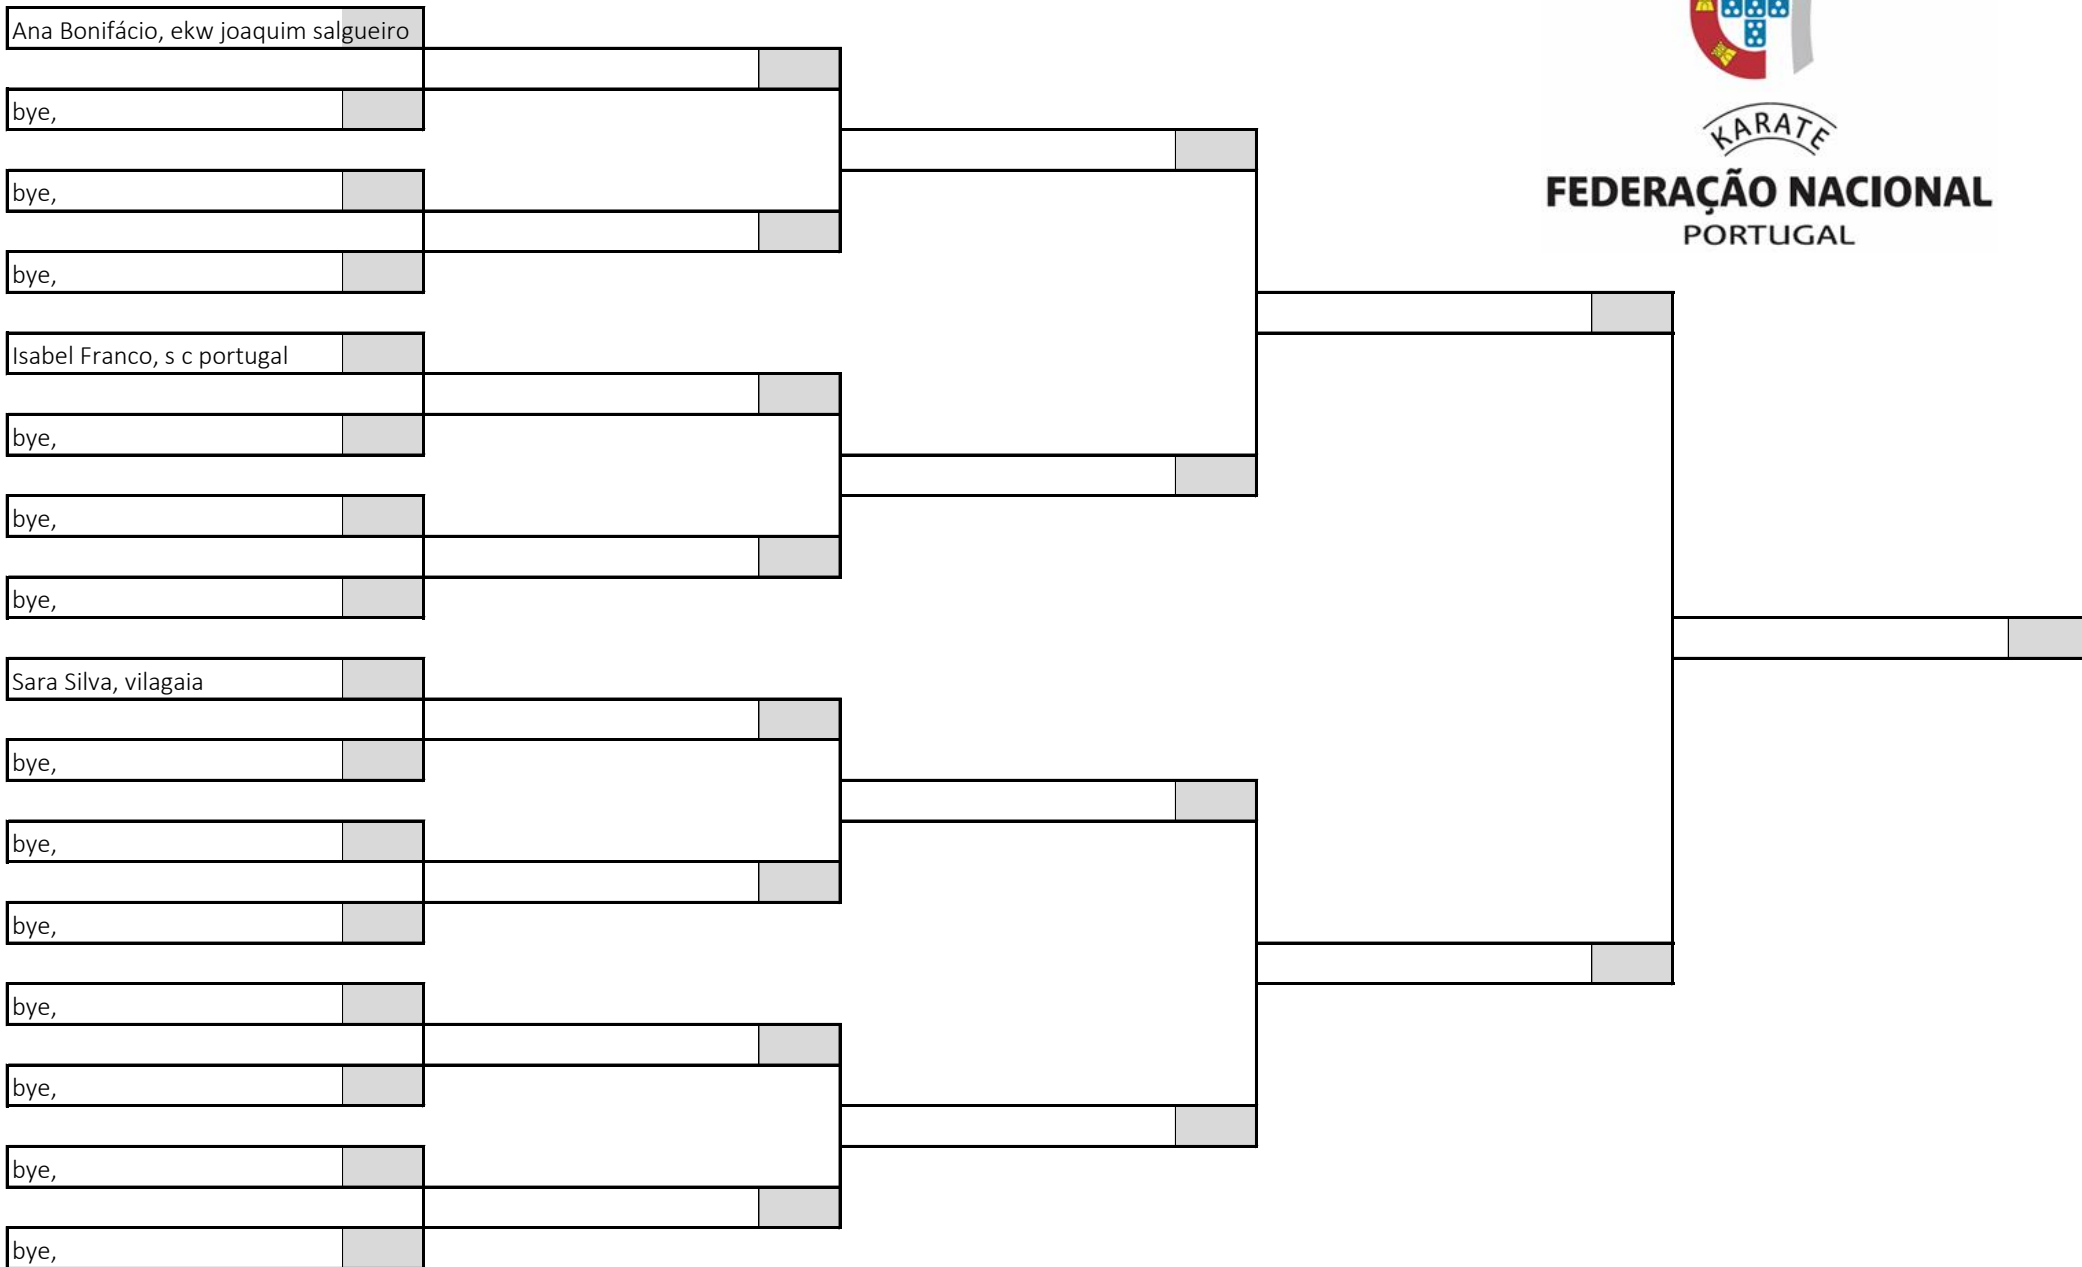 Ana Bonifácio, ekw joaquim salgueiro
bye,
bye,
bye,
Isabel Franco, s c portugal
bye,
bye,
bye,
Sara Silva, vilagaia
bye,
bye,
bye,
bye,
bye,
bye,
bye,
KARATE
FEDERAÇÃO NACIONAL
PORTUGAL